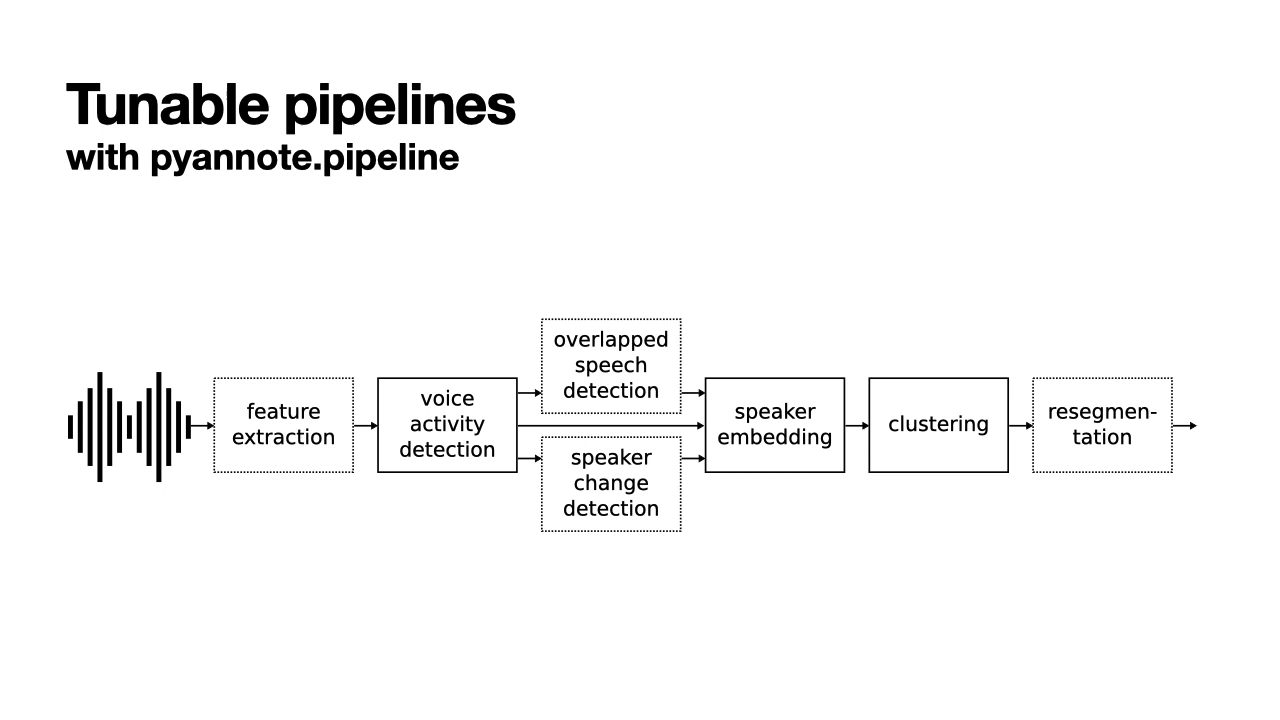 Tunable pipelines
with pyannote.pipeline
feature
extraction
voice
activity
detection
overlapped
speech
detection
speaker
change
detection
speaker
embedding
clustering
resegmen-
tation